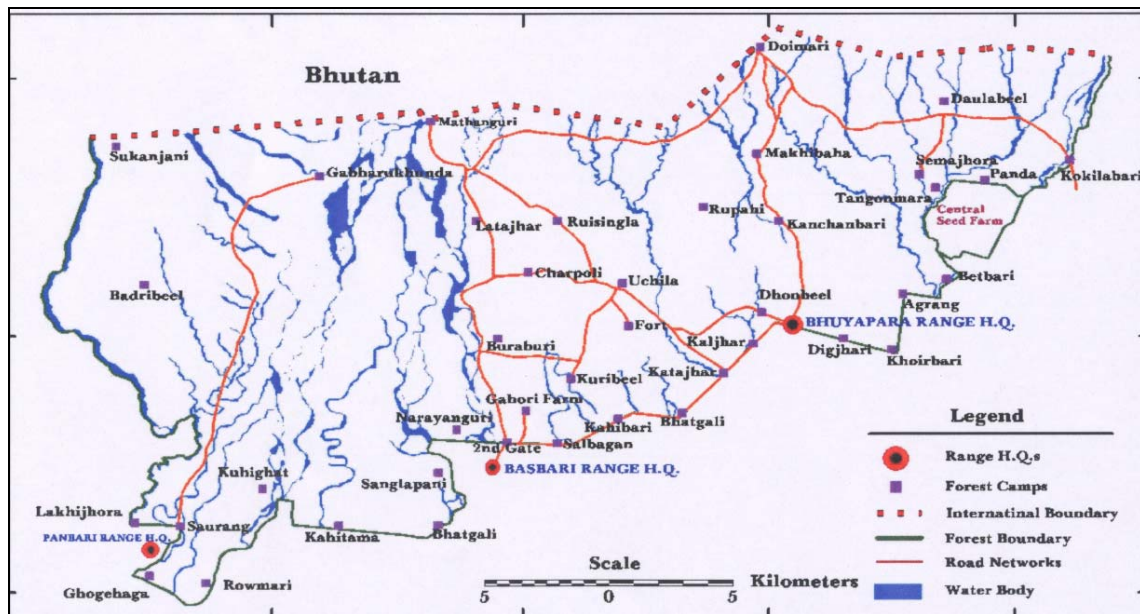 Doimari
Bhutan
Daulabeel
Mathanguri
Sukanjani
Makhibaha
Semajhora
Panda
Kokilabari
Gabharukhunda
Tangonmara
Rupahi
Kanchanbari
Central
Seed Farm
Latajhar
Ruisingla
Charpoli
Uchila
Betbari
Badribeel
Dhonbeel
Agrang
Fort
BHUYAPARA RANGE H.Q.
Buraburi
Kaljhar
Digjhari
Khoirbari
Katajhar
Kuribeel
Gabori Farm
Narayanguri
Kahibari
Bhatgali
Legend
2nd Gate
Salbagan
BASBARI RANGE H.Q.
Range H.Q.s
Kuhighat
Sanglapani
Forest Camps
Lakhijhora
Saurang
Internatinal Boundary
PANBARI RANGE H.Q.
Kahitama
Bhatgali
Forest Boundary
Scale
Road Networks
Ghogehaga
Rowmari
Kilometers
5 0 5
Water Body